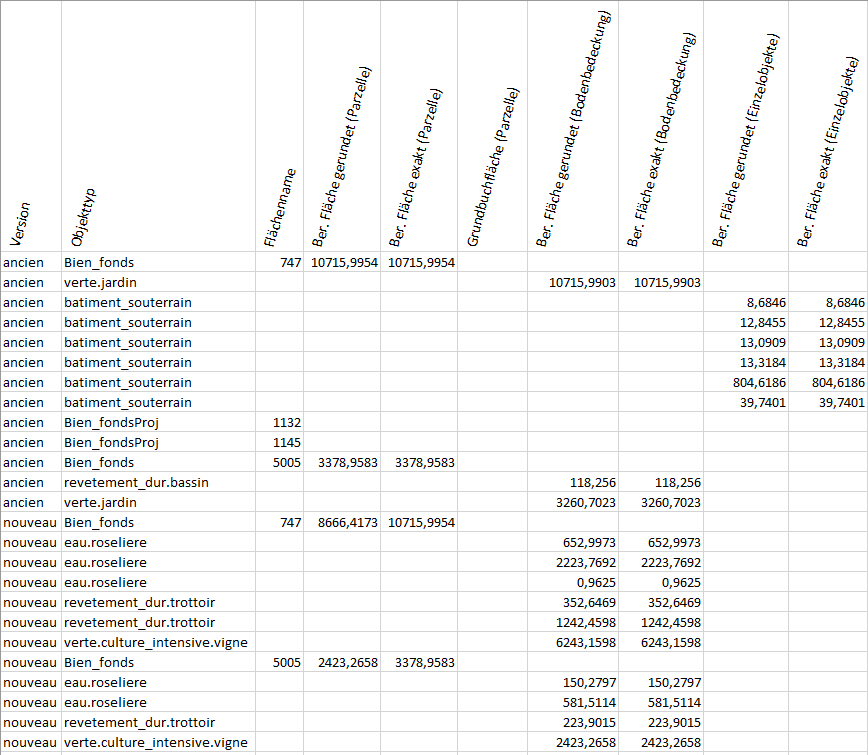 Version Objekttyp Flächenname Ber. Fläche gerundet (Parzelle) Ber. Fläche exakt (Parzelle) Grundbuchfläche (Parzelle) Ber. Fläche gerundet (Bodenbedeckung) Ber. Fläche exakt (Bodenbedeckung) Ber. Fläche gerundet (Einzelobjekte) Ber. Fläche exakt (Einzelobjekte)
ancien Bien_fonds 747 10715,9954 10715,9954
ancien verte.jardin 10715,9903 10715,9903
ancien batiment_souterrain 8,6846 8,6846
ancien batiment_souterrain 12,8455 12,8455
ancien batiment_souterrain 13,0909 13,0909
ancien batiment_souterrain 13,3184 13,3184
ancien batiment_souterrain 804,6186 804,6186
ancien batiment_souterrain 39,7401 39,7401
ancien Bien_fondsProj 1132
ancien Bien_fondsProj 1145
ancien Bien_fonds 5005 3378,9583 3378,9583
ancien revetement_dur.bassin 118,256 118,256
ancien verte.jardin 3260,7023 3260,7023
nouveau Bien_fonds 747 8666,4173 10715,9954
nouveau eau.roseliere 652,9973 652,9973
nouveau eau.roseliere 2223,7692 2223,7692
nouveau eau.roseliere 0,9625 0,9625
nouveau revetement_dur.trottoir 352,6469 352,6469
nouveau revetement_dur.trottoir 1242,4598 1242,4598
nouveau verte.culture_intensive.vigne 6243,1598 6243,1598
nouveau Bien_fonds 5005 2423,2658 3378,9583
nouveau eau.roseliere 150,2797 150,2797
nouveau eau.roseliere 581,5114 581,5114
nouveau revetement_dur.trottoir 223,9015 223,9015
nouveau verte.culture_intensive.vigne 2423,2658 2423,2658